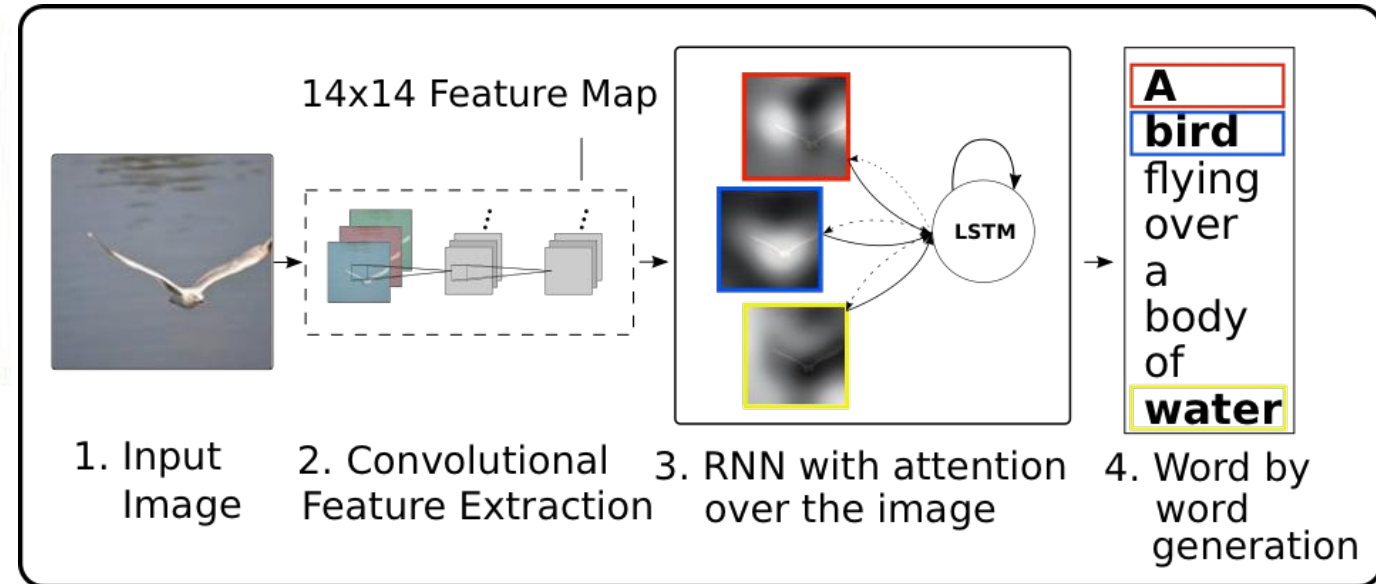 14x14 Feature Map
LSTM
A
bird
flying
over
a
body
of
water
1. Input
Image
2. Convolutional
Feature Extraction
3. RNN with attention
over the image
4. Word by
word
generation